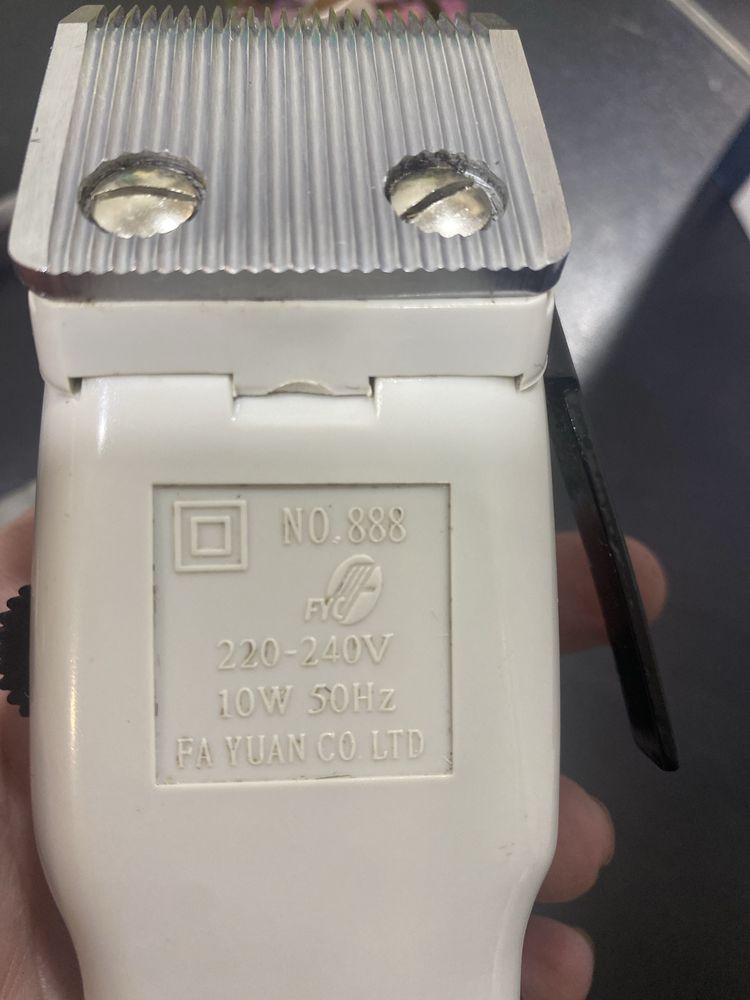 NO. 888
FYC
220-240V
10W 50Hz
FA YUAN CO. LTD